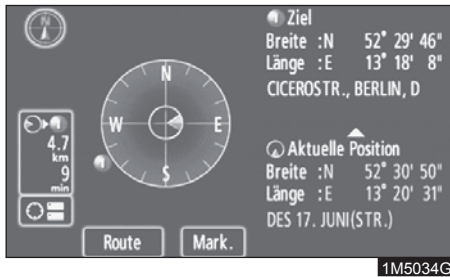 N
W
E
S
4.7
km
9
min
Route
Mark.
Ziel
Breite :N 52° 29' 46"
Länge :E 13° 18' 8"
CICEROSTR., BERLIN, D
Aktuelle Position
Breite :N 52° 30' 50"
Länge :E 13° 20' 31"
DES 17. JUNI(STR.)
1M5034G